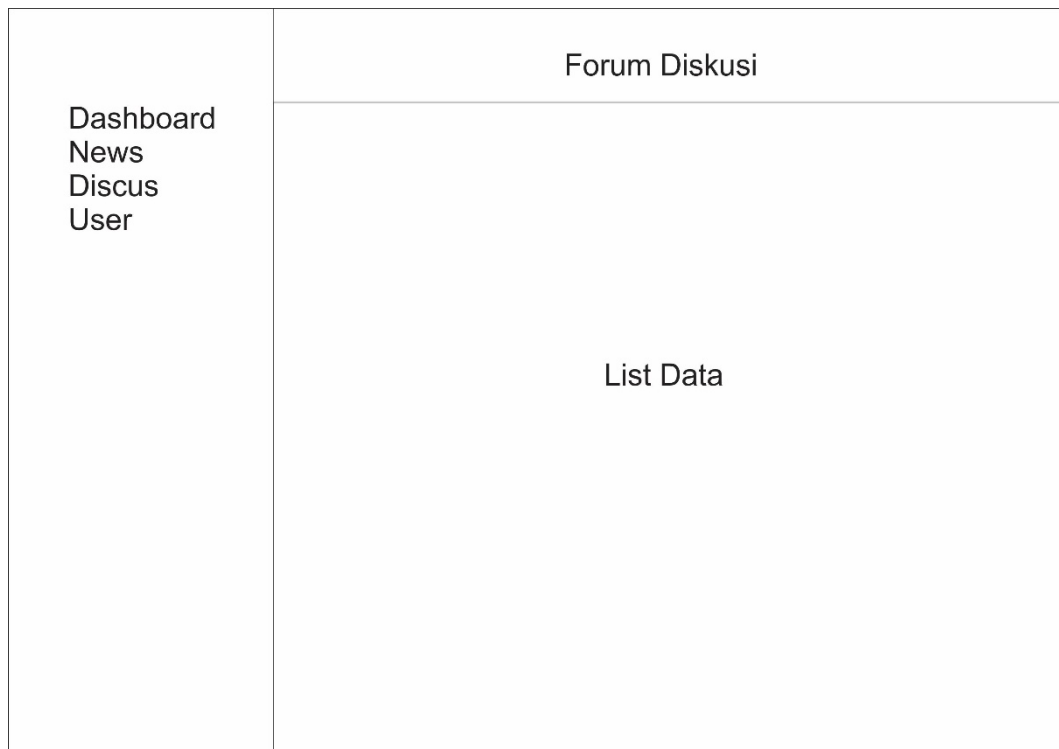 Forum Diskusi
Dashboard
News
Discus
User
List Data